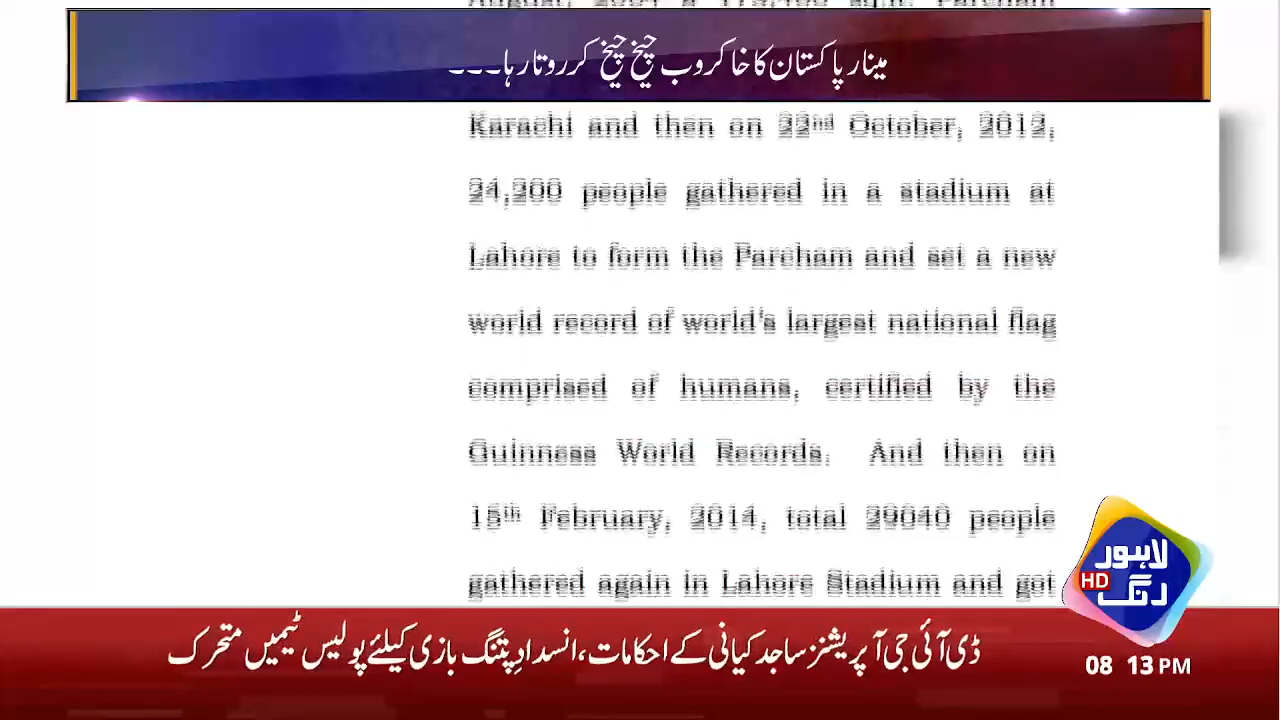 مینار پاکستان کا خاکروب چیخ چیخ کر روتا رہا۔۔۔
Karachi and then on 22nd October, 2012,
24,200 people gathered in a stadium at
Lahore to form the Parcham and set a new
world record of world's largest national flag
comprised of humans, certified by the
Guinness World Records. And then on
15th February, 2014, total 29040 people
gathered again in Lahore Stadium and get
لاہور
HD رنگ
ڈی آئی جی آپریشنز ساجد کیانی کے احکامات، انسدادِ پتنگ بازی کیلئے پولیس ٹیمیں متحرک
08 13 PM